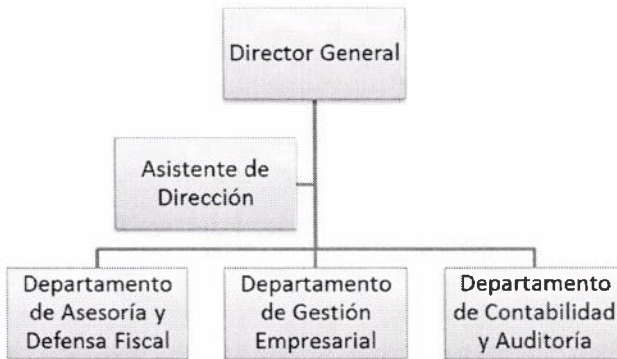 Director General
Asistente de
Dirección
Departamento
de Asesoría y
Defensa Fiscal
Departamento
de Gestión
Empresarial
Departamento
de Contabilidad
y Auditoría